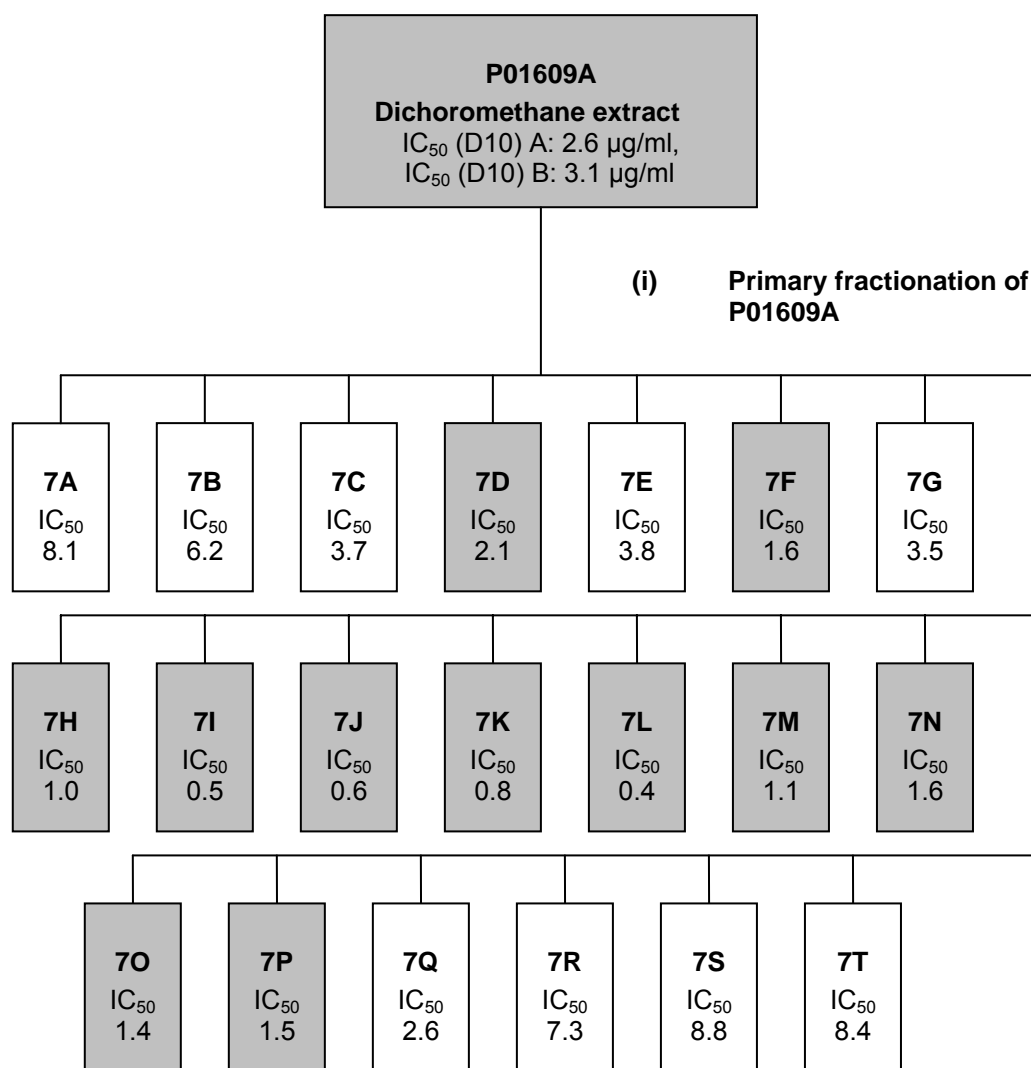 P01609A
Dichoromethane extract
IC₅₀ (D10) A: 2.6 µg/ml,
IC₅₀ (D10) B: 3.1 µg/ml
(i) Primary fractionation of
P01609A
7A
IC₅₀
8.1
7B
IC₅₀
6.2
7C
IC₅₀
3.7
7D
IC₅₀
2.1
7E
IC₅₀
3.8
7F
IC₅₀
1.6
7G
IC₅₀
3.5
7H
IC₅₀
1.0
7I
IC₅₀
0.5
7J
IC₅₀
0.6
7K
IC₅₀
0.8
7L
IC₅₀
0.4
7M
IC₅₀
1.1
7N
IC₅₀
1.6
7O
IC₅₀
1.4
7P
IC₅₀
1.5
7Q
IC₅₀
2.6
7R
IC₅₀
7.3
7S
IC₅₀
8.8
7T
IC₅₀
8.4